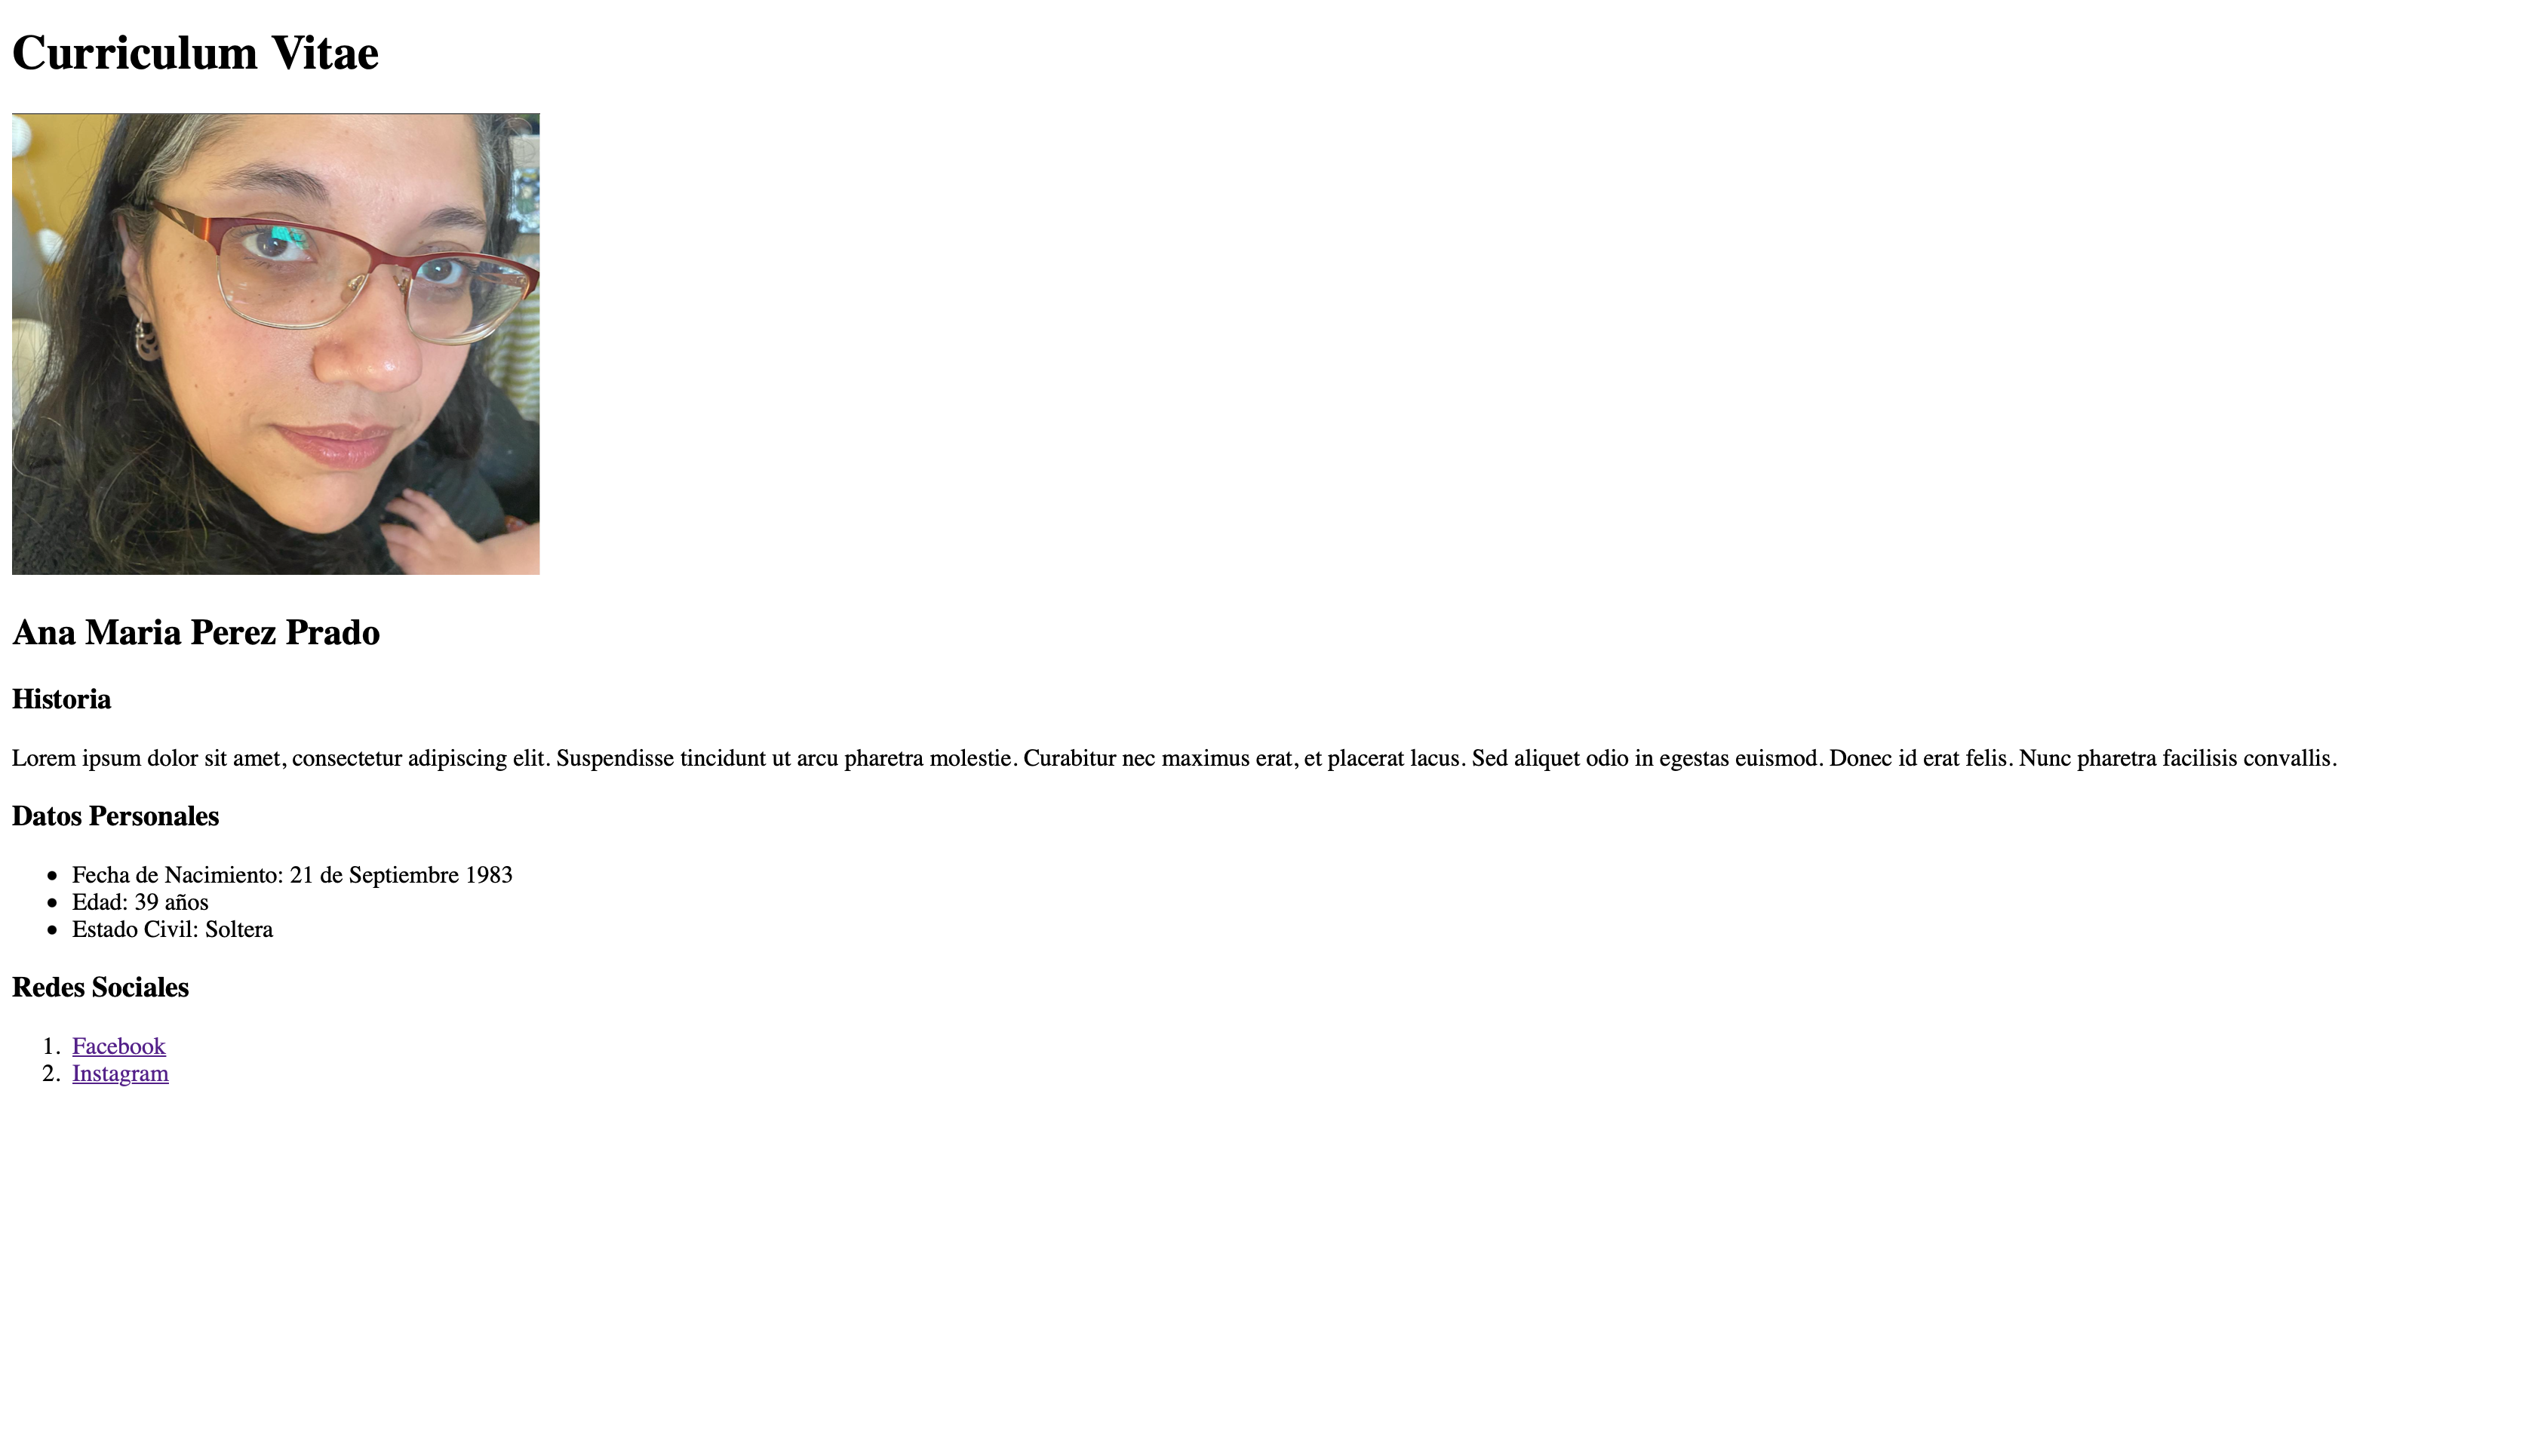 Curriculum Vitae
Ana Maria Perez Prado
Historia
Lorem ipsum dolor sit amet, consectetur adipiscing elit. Suspendisse tincidunt ut arcu pharetra molestie. Curabitur nec maximus erat, et placerat lacus. Sed aliquet odio in egestas euismod. Donec id erat felis. Nunc pharetra facilisis convallis.
Datos Personales
• Fecha de Nacimiento: 21 de Septiembre 1983
• Edad: 39 años
• Estado Civil: Soltera
Redes Sociales
1. Facebook
2. Instagram